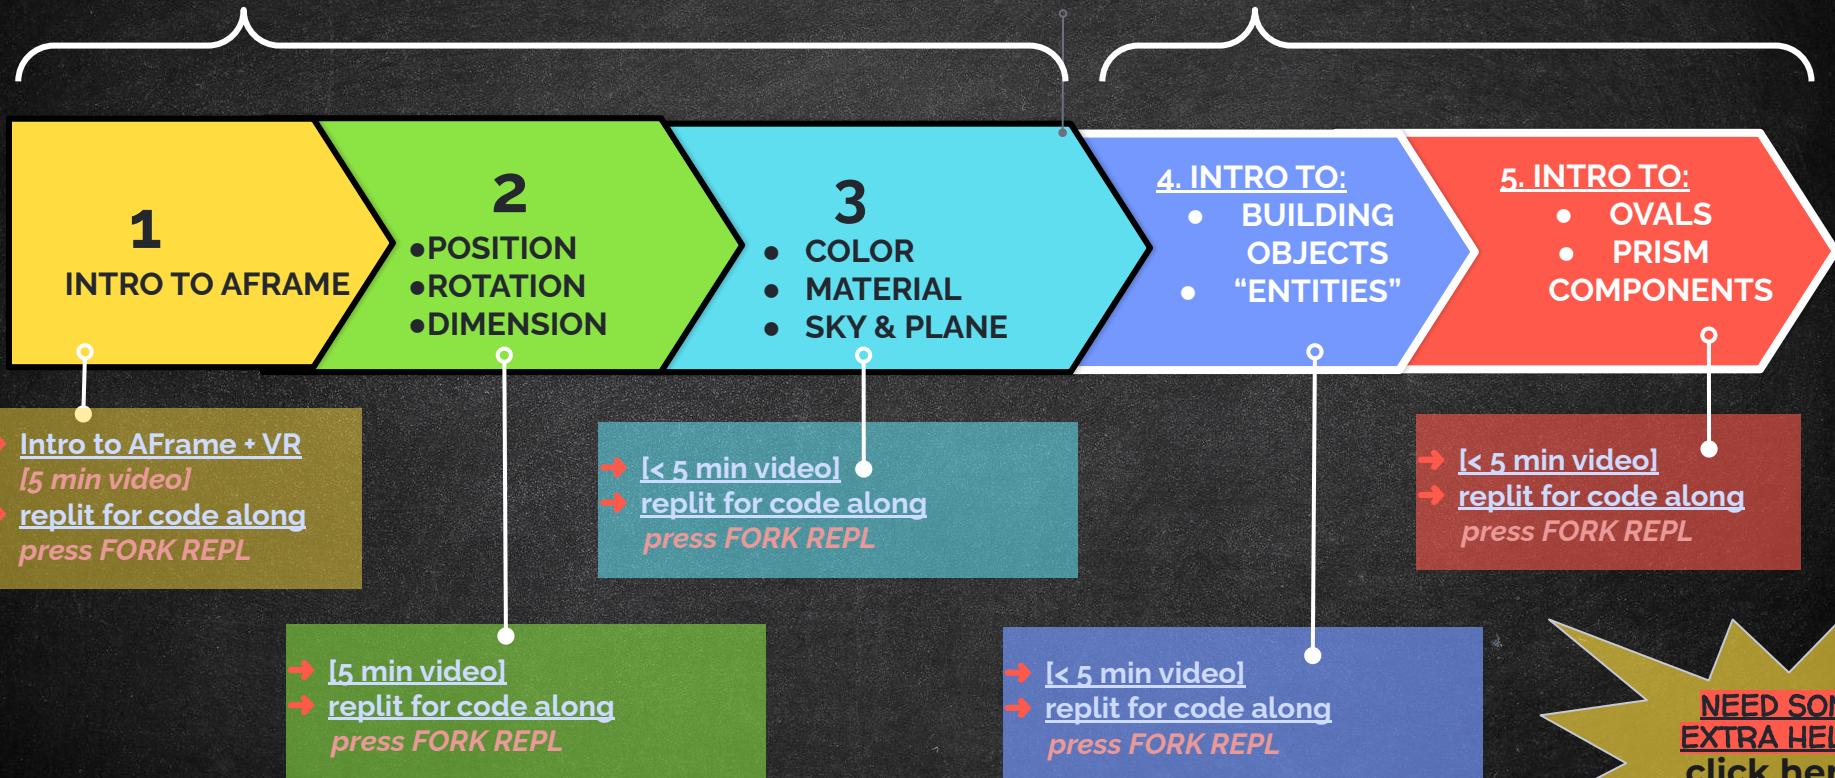 1
INTRO TO AFRAME
2
●POSITION
●ROTATION
●DIMENSION
3
● COLOR
● MATERIAL
● SKY & PLANE
4. INTRO TO:
● BUILDING
OBJECTS
● “ENTITIES”
5. INTRO TO:
● OVALS
● PRISM
COMPONENTS
Intro to AFrame + VR
[5 min video]
replit for code along
press FORK REPL
➜ [5 min video]
➜ replit for code along
press FORK REPL
➜ [< 5 min video]
➜ replit for code along
press FORK REPL
➜ [< 5 min video]
➜ replit for code along
press FORK REPL
➜ [< 5 min video]
➜ replit for code along
press FORK REPL
NEED
EXTRA
click